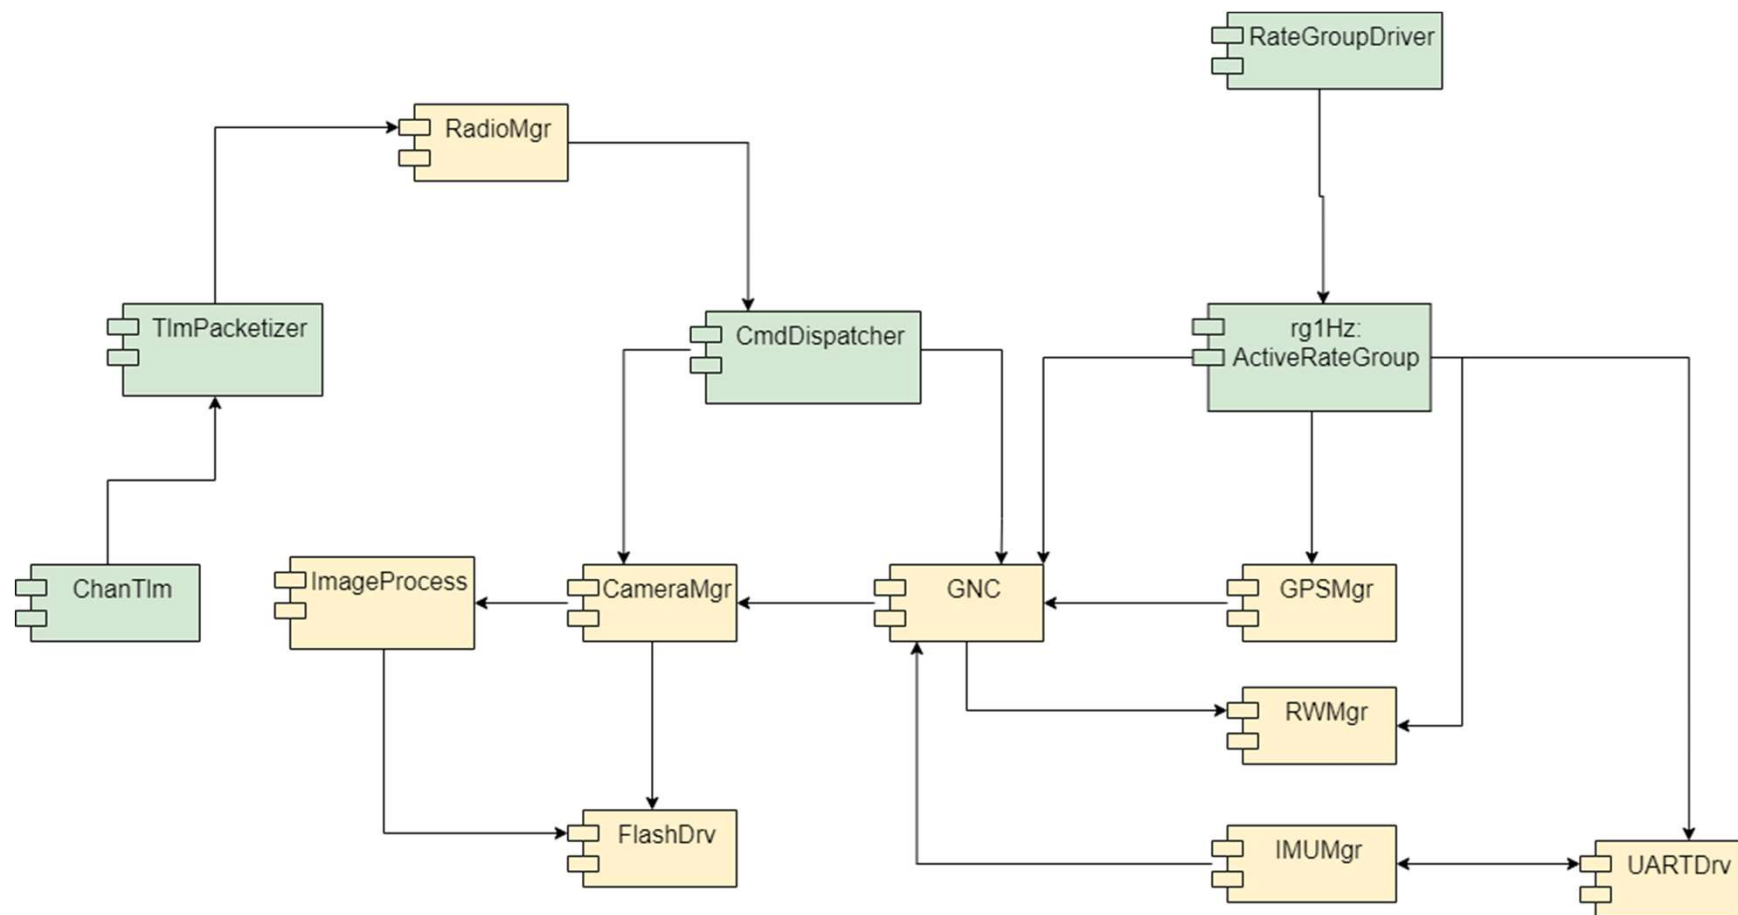 RateGroupDriver
RadioMgr
TlmPacketizer
CmdDispatcher
rg1Hz:
ActiveRateGroup
ChanTlm
ImageProcess
CameraMgr
GNC
GPSMgr
RWMgr
FlashDrv
IMUMgr
UARTDrv